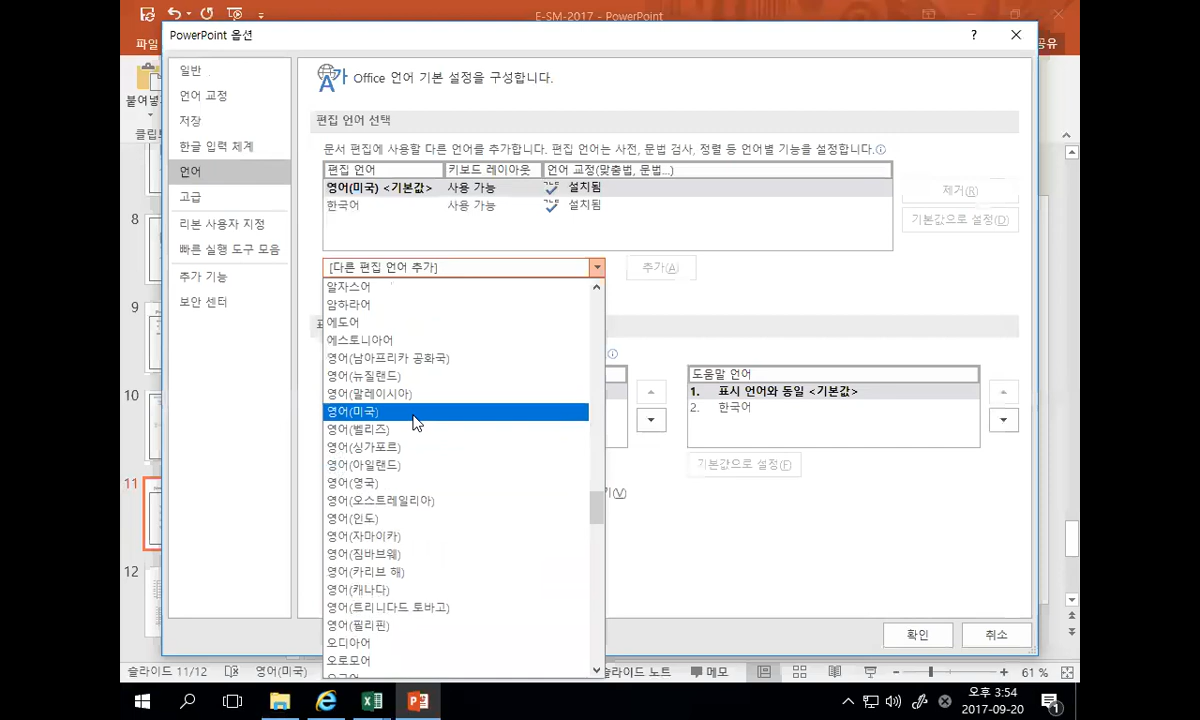 E-SM-2017 - PowerPoint
파일
공유
붙여넣기
PowerPoint 옵션
?
일반
언어 교정
저장
한글 입력 체계
언어
고급
리본 사용자 지정
빠른 실행 도구 모음
추가 기능
보안 센터
Office 언어 기본 설정을 구성합니다.
편집 언어 선택
문서 편집에 사용할 다른 언어를 추가합니다. 편집 언어는 사전, 문법 검사, 정렬 등 언어별 기능을 설정합니다.
편집 언어 키보드 레이아웃 언어 교정(맞춤법, 문법...)
영어(미국) <기본값> 사용 가능 설치됨
한국어 사용 가능 설치됨
제거(R)
기본값으로 설정(D)
[다른 편집 언어 추가]
추가(A)
알자스어
암하라어
에도어
에스토니아어
영어(남아프리카 공화국)
영어(뉴질랜드)
영어(말레이시아)
영어(미국)
영어(벨리즈)
영어(싱가포르)
영어(아일랜드)
영어(영국)
영어(오스트레일리아)
영어(인도)
영어(자마이카)
영어(짐바브웨)
영어(카리브 해)
영어(캐나다)
영어(트리니다드 토바고)
영어(필리핀)
오디아어
오로모어
도움말 언어
1. 표시 언어와 동일 <기본값>
2. 한국어
기본값으로 설정(F)
기(V)
확인
취소
8
9
10
11
12
슬라이드 11/12 영어(미국) 슬라이드 노트 메모 61 %
오후 3:54
2017-09-20
1